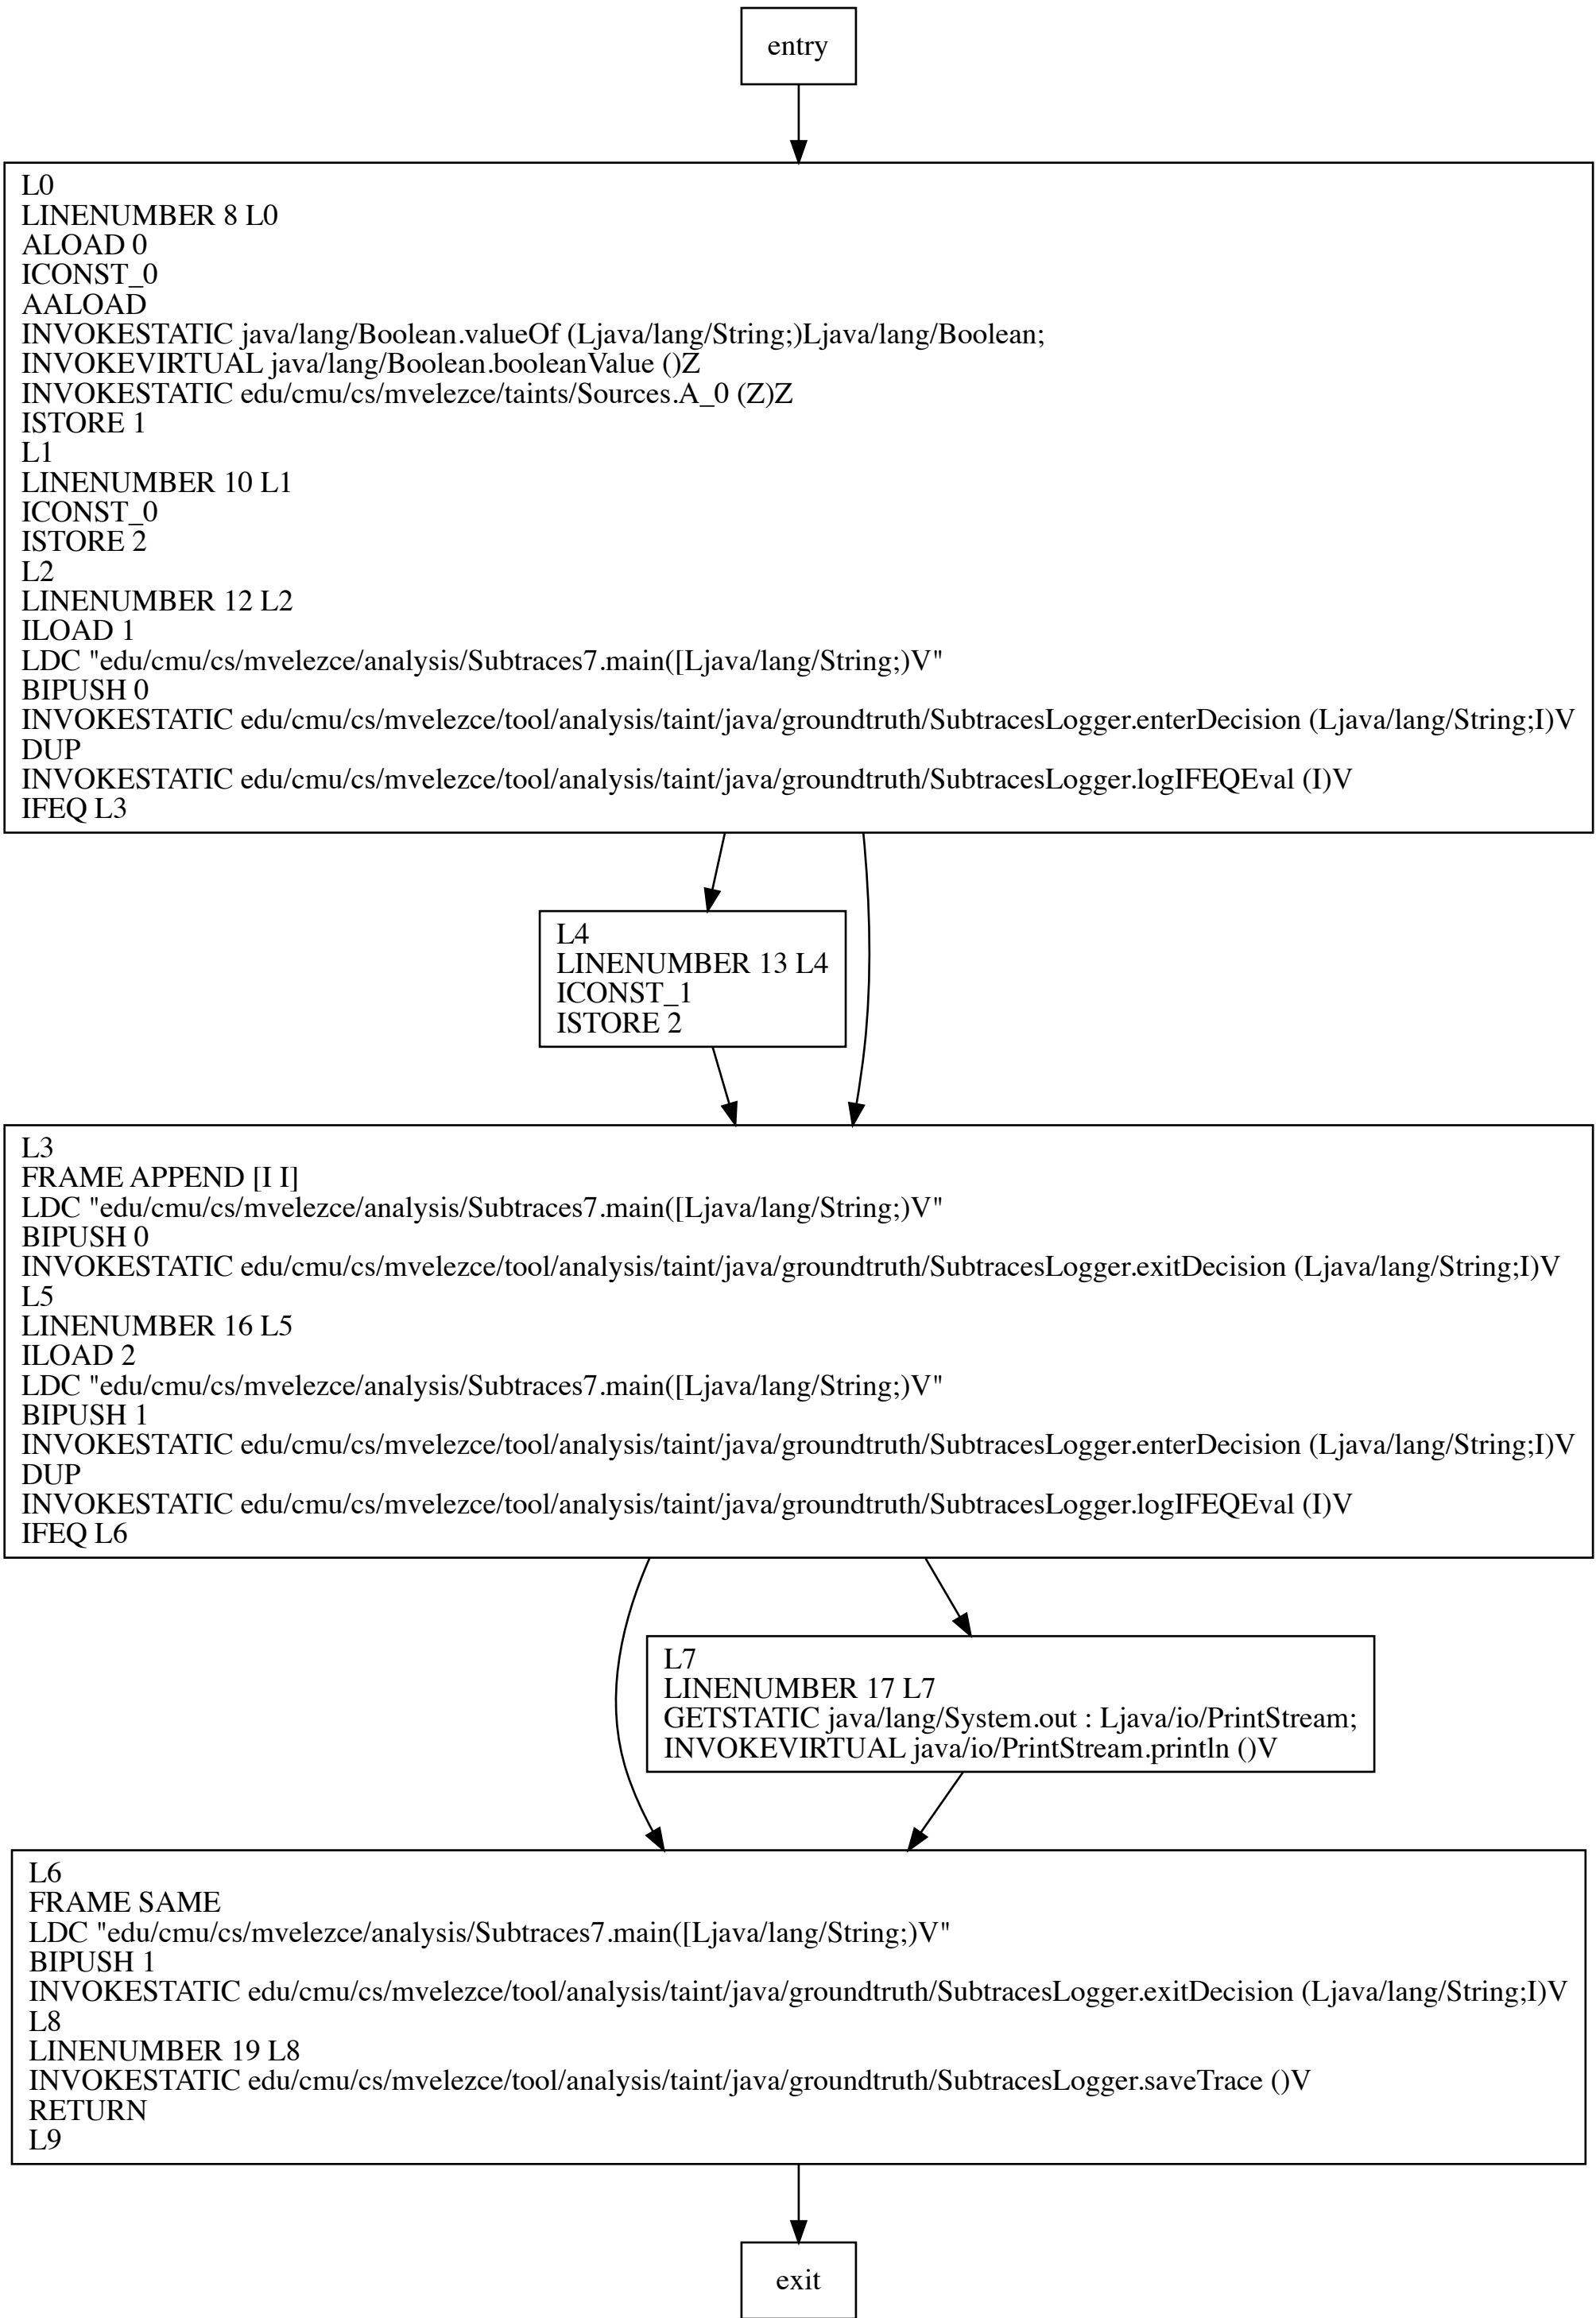 entry
L0
LINENUMBER 8 L0
ALOAD 0
ICONST_0
AALOAD
INVOKESTATIC java/lang/Boolean.valueOf (Ljava/lang/String;)Ljava/lang/Boolean;
INVOKEVIRTUAL java/lang/Boolean.booleanValue ()Z
INVOKESTATIC edu/cmu/cs/mvelezce/taints/Sources.A_0 (Z)Z
ISTORE 1
L1
LINENUMBER 10 L1
ICONST_0
ISTORE 2
L2
LINENUMBER 12 L2
ILOAD 1
LDC "edu/cmu/cs/mvelezce/analysis/Subtraces7.main([Ljava/lang/String;)V"
BIPUSH 0
INVOKESTATIC edu/cmu/cs/mvelezce/tool/analysis/taint/java/groundtruth/SubtracesLogger.enterDecision (Ljava/lang/String;I)V
DUP
INVOKESTATIC edu/cmu/cs/mvelezce/tool/analysis/taint/java/groundtruth/SubtracesLogger.logIFEQEval (I)V
IFEQ L3
L4
LINENUMBER 13 L4
ICONST_1
ISTORE 2
L3
FRAME APPEND [I I]
LDC "edu/cmu/cs/mvelezce/analysis/Subtraces7.main([Ljava/lang/String;)V"
BIPUSH 0
INVOKESTATIC edu/cmu/cs/mvelezce/tool/analysis/taint/java/groundtruth/SubtracesLogger.exitDecision (Ljava/lang/String;I)V
L5
LINENUMBER 16 L5
ILOAD 2
LDC "edu/cmu/cs/mvelezce/analysis/Subtraces7.main([Ljava/lang/String;)V"
BIPUSH 1
INVOKESTATIC edu/cmu/cs/mvelezce/tool/analysis/taint/java/groundtruth/SubtracesLogger.enterDecision (Ljava/lang/String;I)V
DUP
INVOKESTATIC edu/cmu/cs/mvelezce/tool/analysis/taint/java/groundtruth/SubtracesLogger.logIFEQEval (I)V
IFEQ L6
L7
LINENUMBER 17 L7
GETSTATIC java/lang/System.out : Ljava/io/PrintStream;
INVOKEVIRTUAL java/io/PrintStream.println ()V
L6
FRAME SAME
LDC "edu/cmu/cs/mvelezce/analysis/Subtraces7.main([Ljava/lang/String;)V"
BIPUSH 1
INVOKESTATIC edu/cmu/cs/mvelezce/tool/analysis/taint/java/groundtruth/SubtracesLogger.exitDecision (Ljava/lang/String;I)V
L8
LINENUMBER 19 L8
INVOKESTATIC edu/cmu/cs/mvelezce/tool/analysis/taint/java/groundtruth/SubtracesLogger.saveTrace ()V
RETURN
L9
exit